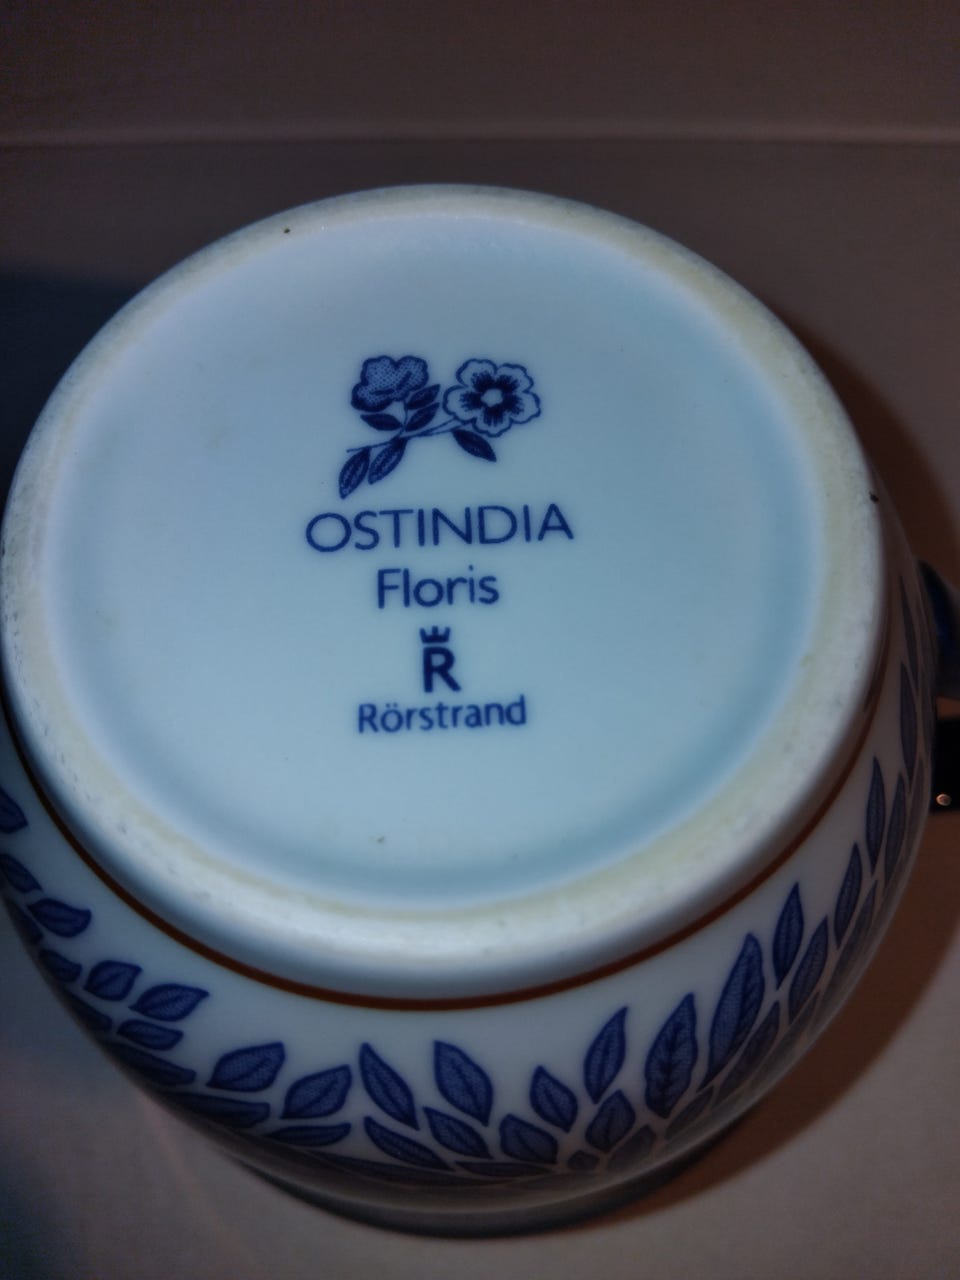 OSTINDIA
Floris
R
Rörstrand